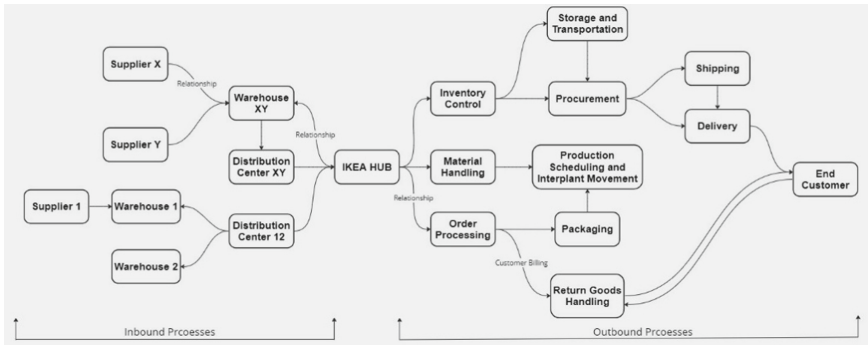 Storage and
Transportation
Supplier X
Shipping
Relationship
Warehouse
XY
Inventory
Control
Procurement
Delivery
Relationship
Supplier Y
Distribution
Center XY
IKEA HUB
Material
Handling
Production
Scheduling and
Interplant Movement
End
Customer
Relationship
Supplier 1
Warehouse 1
Distribution
Center 12
Order
Processing
Packaging
Warehouse 2
Customer Billing
Return Goods
Handling
Inbound Prcoesses
Outbound Prcoesses